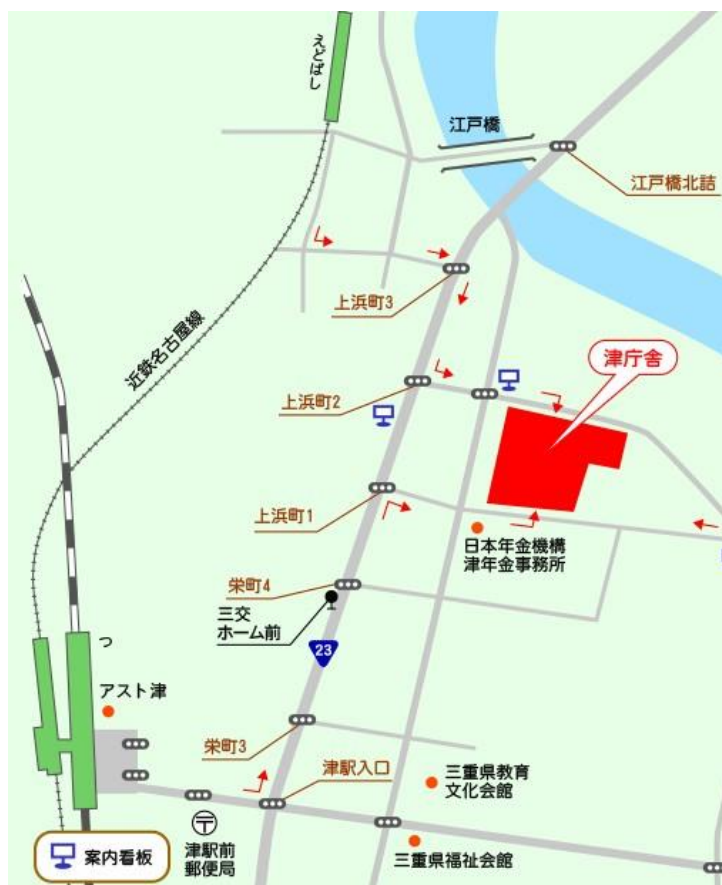 えどばし
江戸橋
江戸橋北詰
上浜町3
近鉄名古屋線
津庁舎
上浜町2
上浜町1
日本年金機構
津年金事務所
栄町4
三交
ホーム前
23
つ
アスト津
栄町3
津駅入口
三重県教育
文化会館
津駅前
郵便局
三重県福祉会館
案内看板